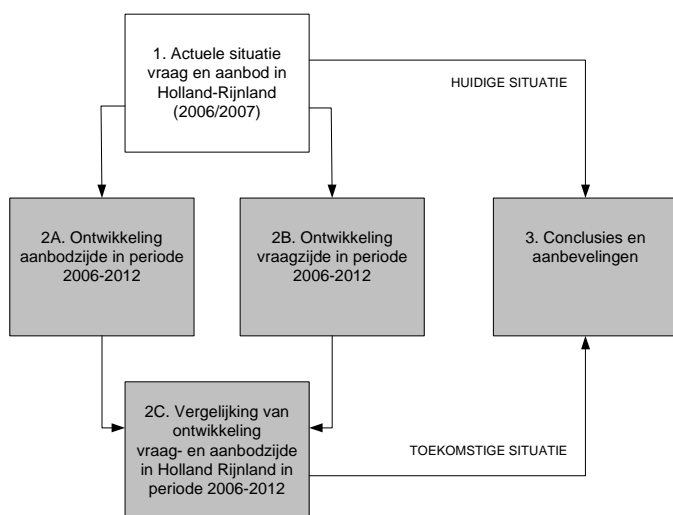 1. Actuele situatie
vraag en aanbod in
Holland-Rijnland
(2006/2007)
HUIDIGE SITUATIE
2A. Ontwikkeling
aanbodzijde in periode
2006-2012
2B. Ontwikkeling
vraagzijde in periode
2006-2012
3. Conclusies en
aanbevelingen
2C. Vergelijking van
ontwikkeling
vraag- en aanbodzijde
in Holland Rijnland in
periode 2006-2012
TOEKOMSTIGE SITUATIE